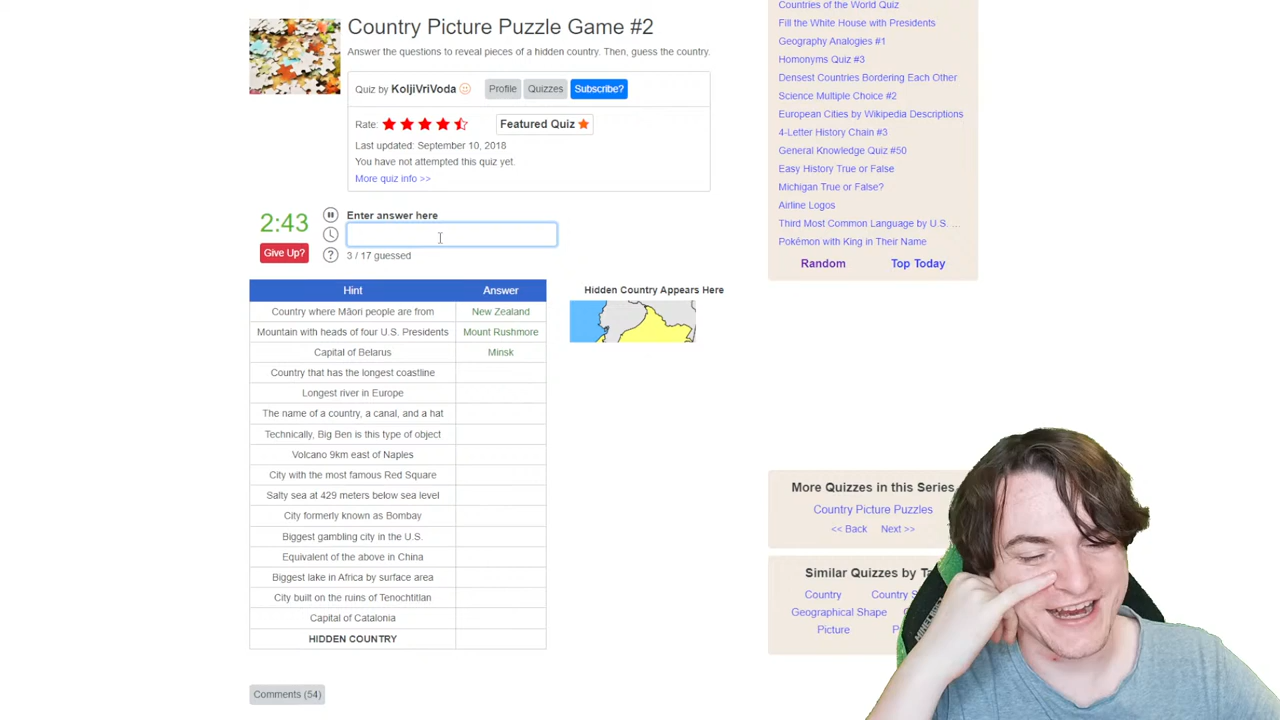 Country Picture Puzzle Game #2
Answer the questions to reveal pieces of a hidden country. Then, guess the country.
Quiz by KoljiVriVoda
Profile
Quizzes
Subscribe?
Rate:
Featured Quiz
Last updated: September 10, 2018
You have not attempted this quiz yet.
More quiz info >>
2:43
Give Up?
?
Enter answer here
3 / 17 guessed
Hint Answer
Country where Māori people are from New Zealand
Mountain with heads of four U.S. Presidents Mount Rushmore
Capital of Belarus Minsk
Country that has the longest coastline
Longest river in Europe
The name of a country, a canal, and a hat
Technically, Big Ben is this type of object
Volcano 9km east of Naples
City with the most famous Red Square
Salty sea at 429 meters below sea level
City formerly known as Bombay
Biggest gambling city in the U.S.
Equivalent of the above in China
Biggest lake in Africa by surface area
City built on the ruins of Tenochtitlan
Capital of Catalonia
HIDDEN COUNTRY
Comments (54)
Hidden Country Appears Here
Countries of the World Quiz
Fill the White House with Presidents
Geography Analogies #1
Homonyms Quiz #3
Densest Countries Bordering Each Other
Science Multiple Choice #2
European Cities by Wikipedia Descriptions
4-Letter History Chain #3
General Knowledge Quiz #50
Easy History True or False
Michigan True or False?
Airline Logos
Third Most Common Language by U.S. ...
Pokémon with King in Their Name
Random
Top Today
More Quizzes in this Series
Country Picture Puzzles
<< Back Next >>
Similar Quizzes by
Country Country
Geographical Shape
Picture
MINECRAFT